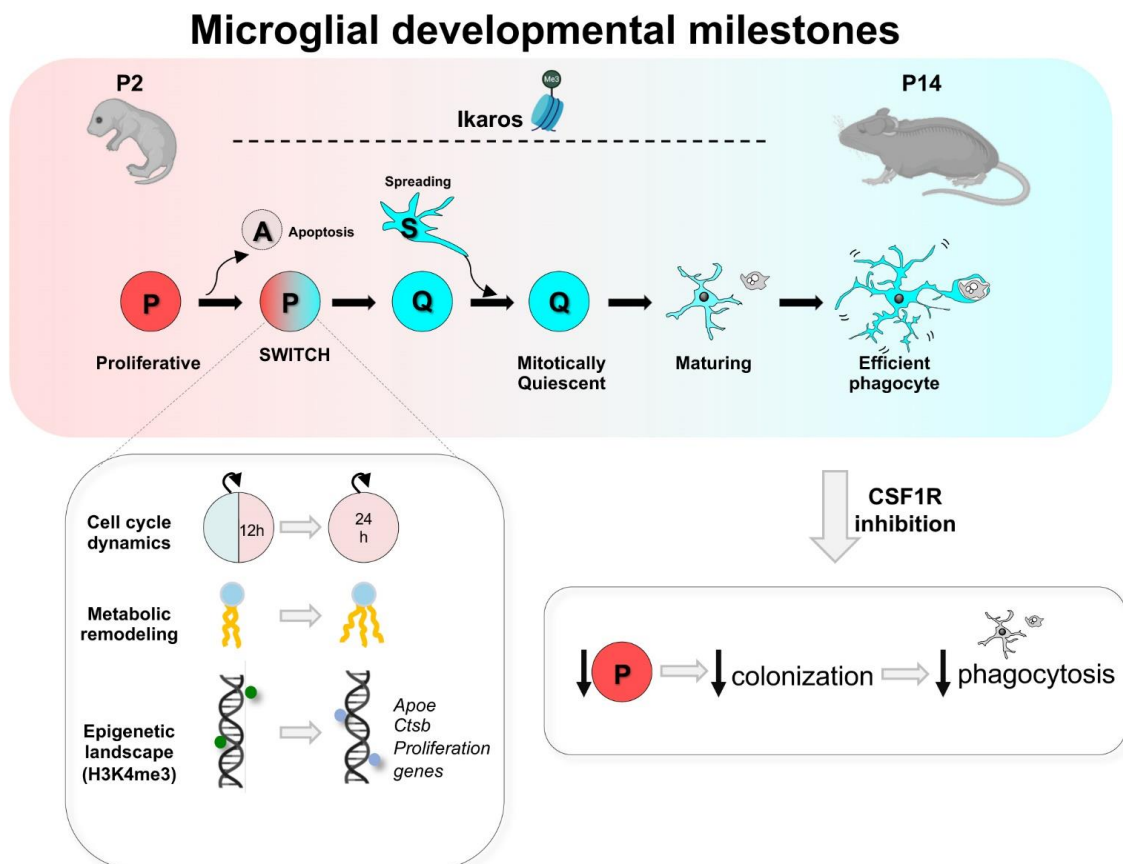 Microglial developmental milestones
P2
Me3
Ikaros
P14
Spreading
A
Apoptosis
S
P
P
Q
Q
Proliferative
SWITCH
Mitotically
Quiescent
Maturing
Efficient
phagocyte
Cell cycle
dynamics
12h
24
h
Metabolic
remodeling
Epigenetic
landscape
(H3K4me3)
Apoe
Ctsb
Proliferation
genes
CSF1R
inhibition
P
colonization
phagocytosis